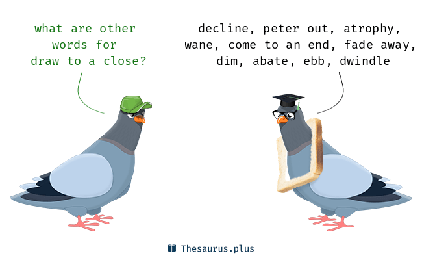 what are other
words for
draw to a close?
decline, peter out, atrophy,
wane, come to an end, fade away,
dim, abate, ebb, dwindle
Thesaurus.plus